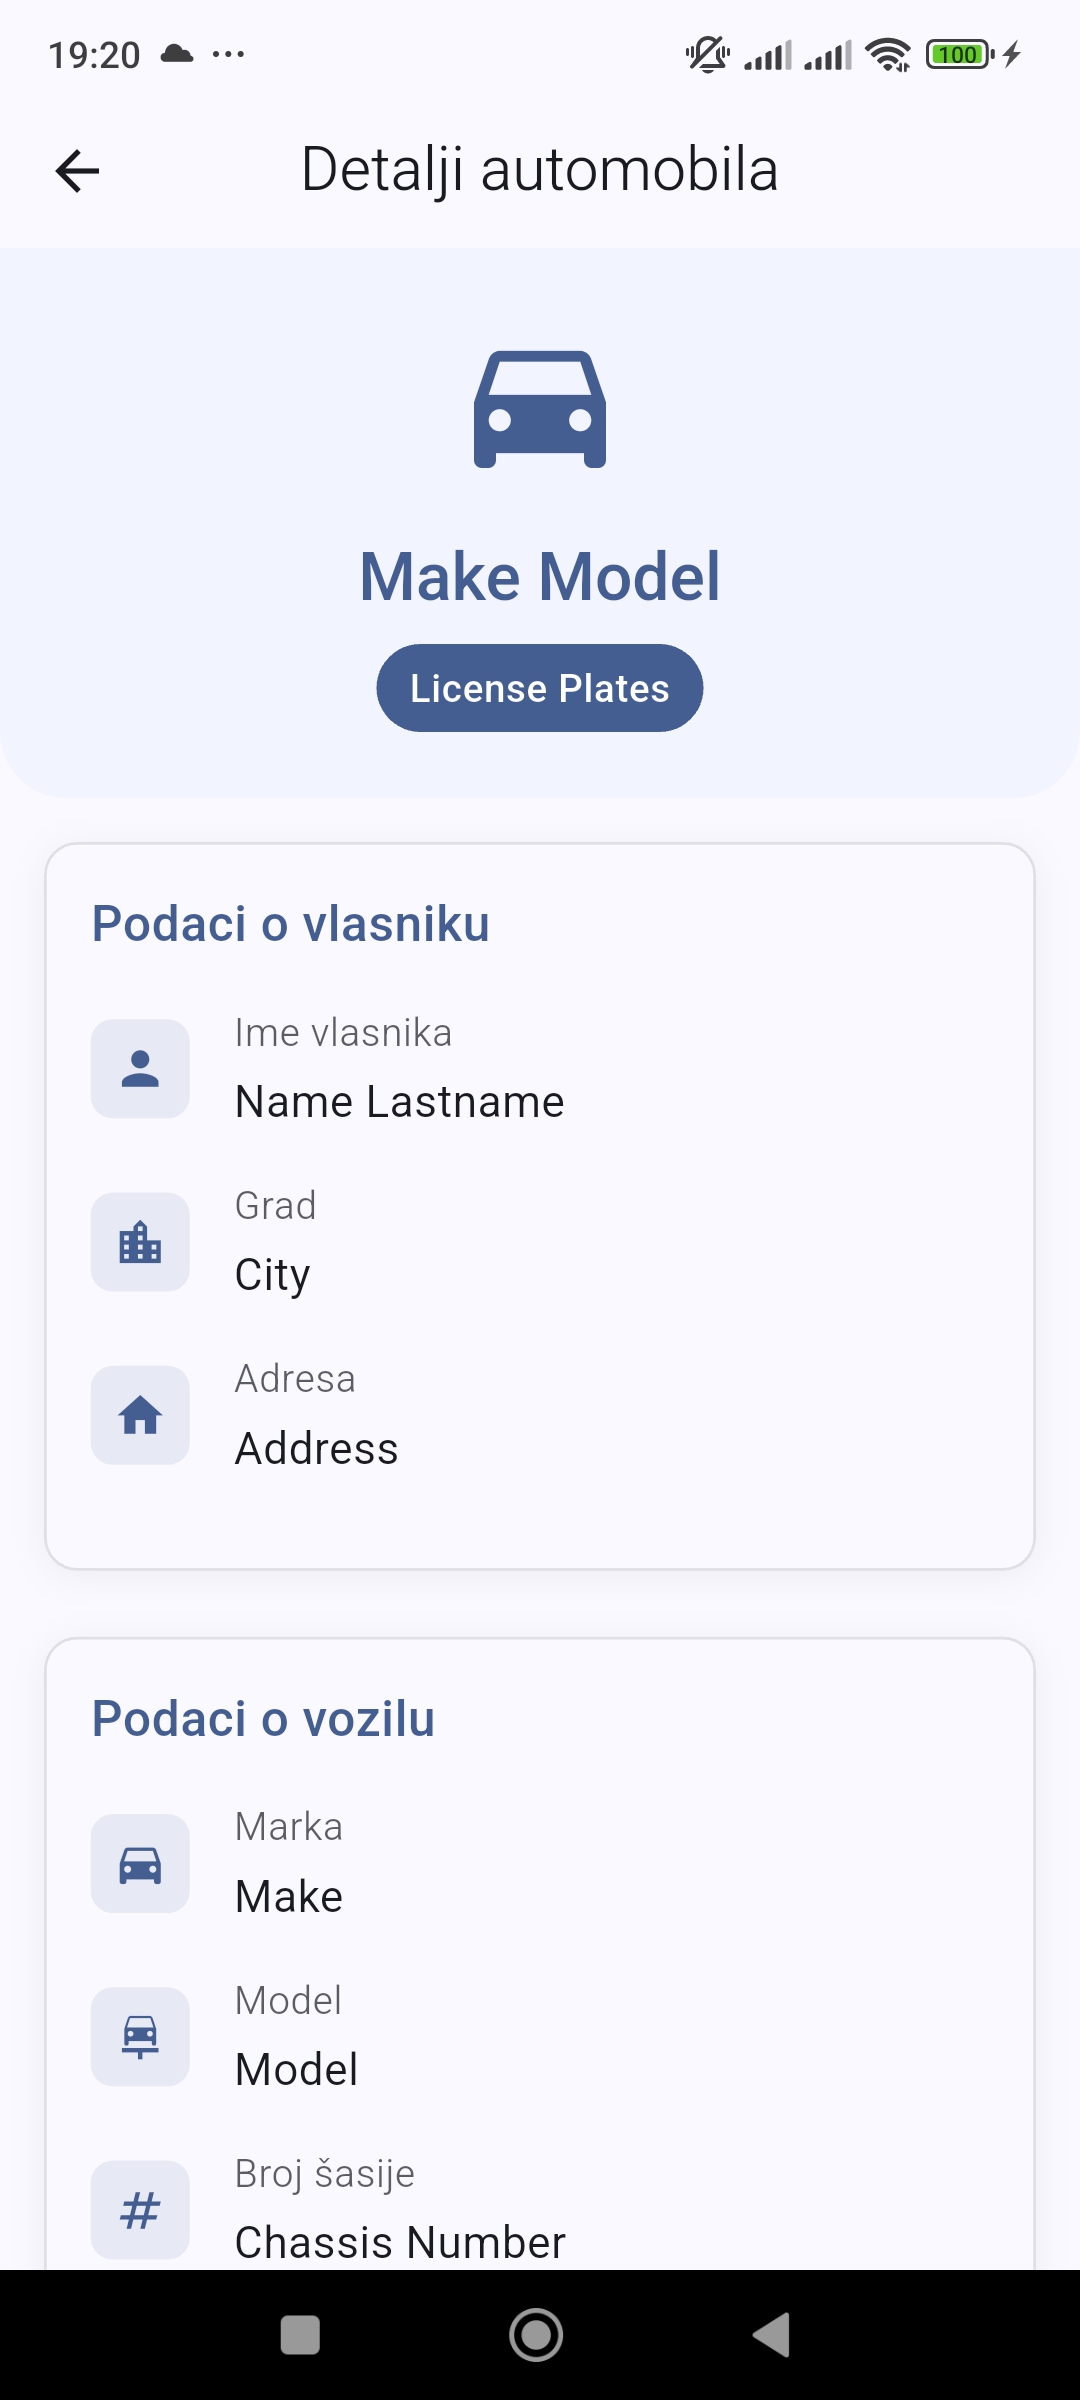 19:20
100
Detalji automobila
Make Model
License Plates
Podaci o vlasniku
Ime vlasnika
Name Lastname
Grad
City
Adresa
Address
Podaci o vozilu
Marka
Make
Model
Model
Broj šasije
Chassis Number